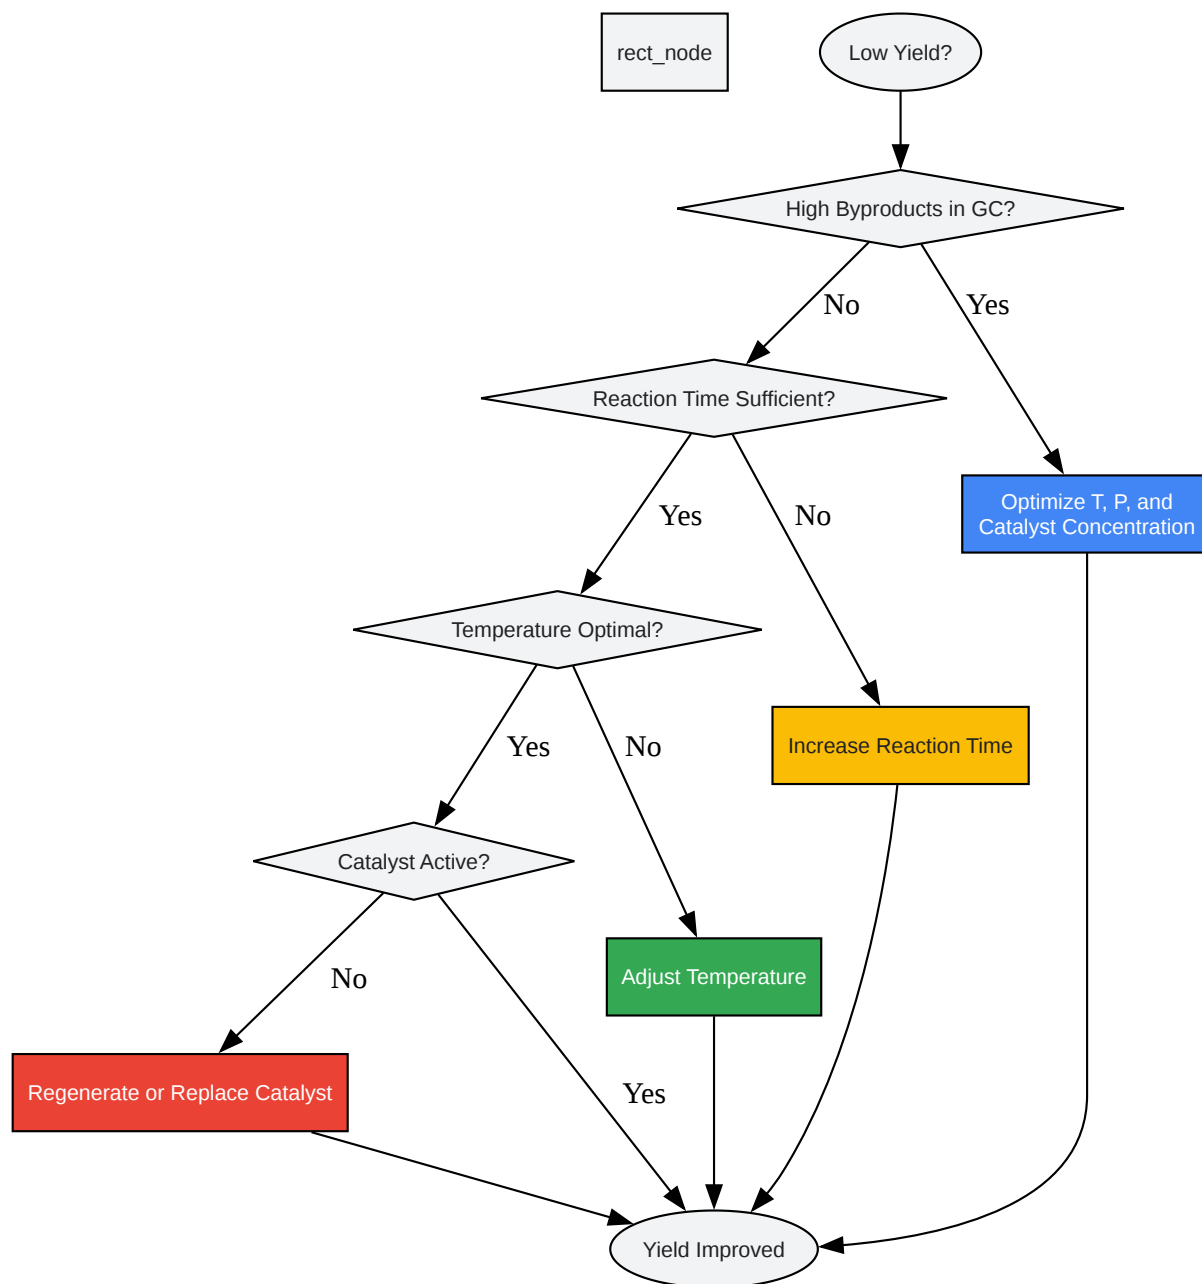 rect_node
Low Yield?
High Byproducts in GC?
No
Yes
Reaction Time Sufficient?
Yes
No
Optimize T, P, and
Catalyst Concentration
Temperature Optimal?
Yes
No
Increase Reaction Time
Catalyst Active?
No
Adjust Temperature
Regenerate or Replace Catalyst
Yes
Yield Improved